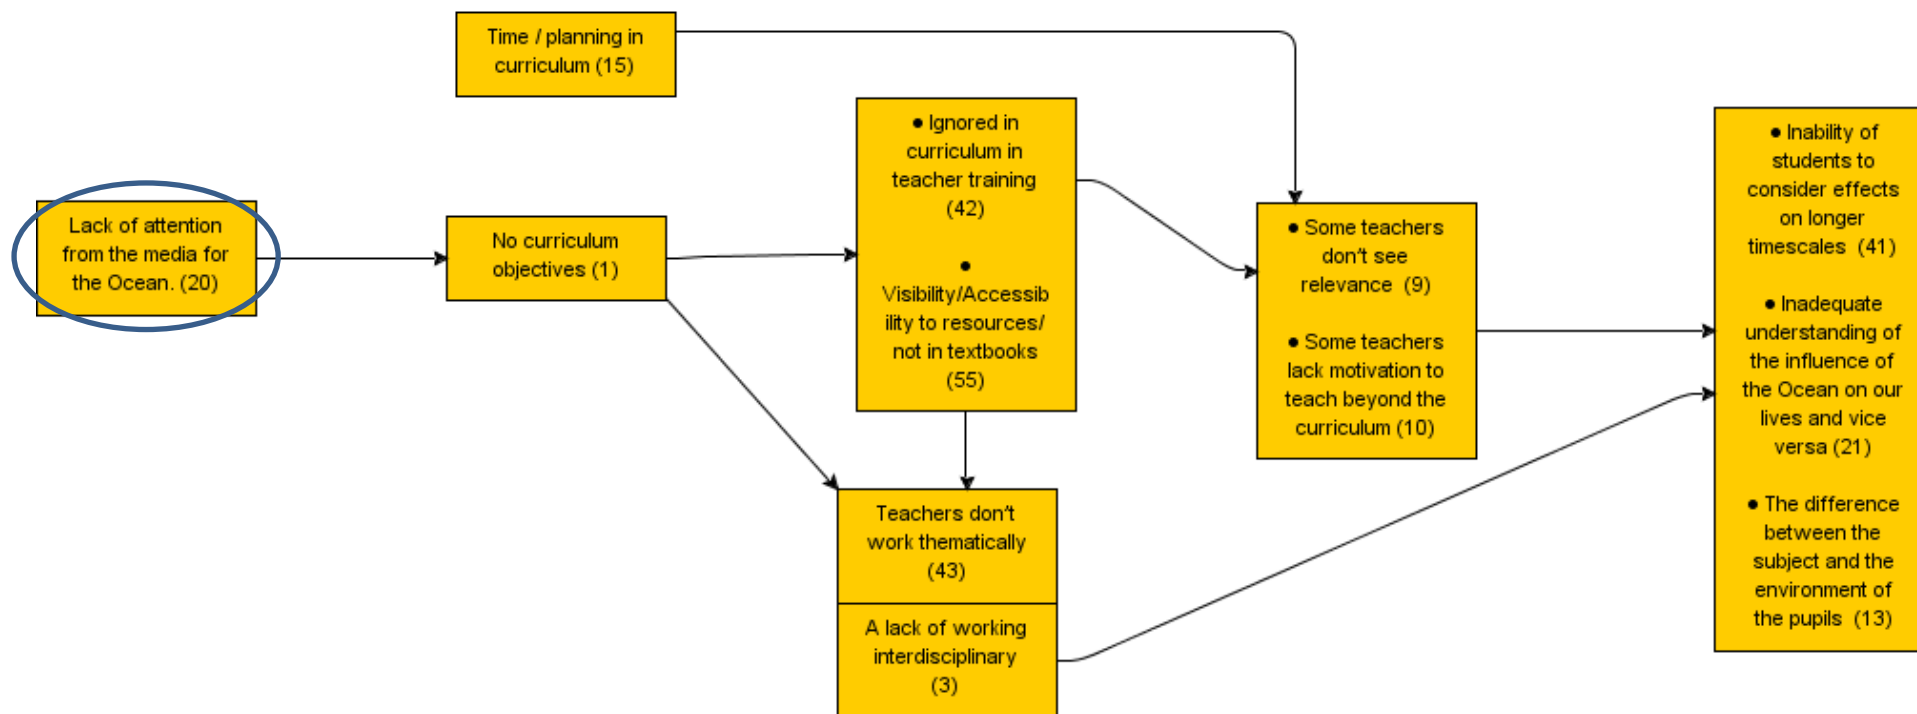 Time / planning in
curriculum (15)
Lack of attention
from the media for
the Ocean. (20)
No curriculum
objectives (1)
● Ignored in
curriculum in
teacher training
(42)
●
Visibility/Accessib
ility to resources/
not in textbooks
(55)
Teachers don't
work thematically
(43)
A lack of working
interdisciplinary
(3)
● Some teachers
don't see
relevance (9)
● Some teachers
lack motivation to
teach beyond the
curriculum (10)
● Inability of
students to
consider effects
on longer
timescales (41)
● Inadequate
understanding of
the influence of
the Ocean on our
lives and vice
versa (21)
● The difference
between the
subject and the
environment of
the pupils (13)